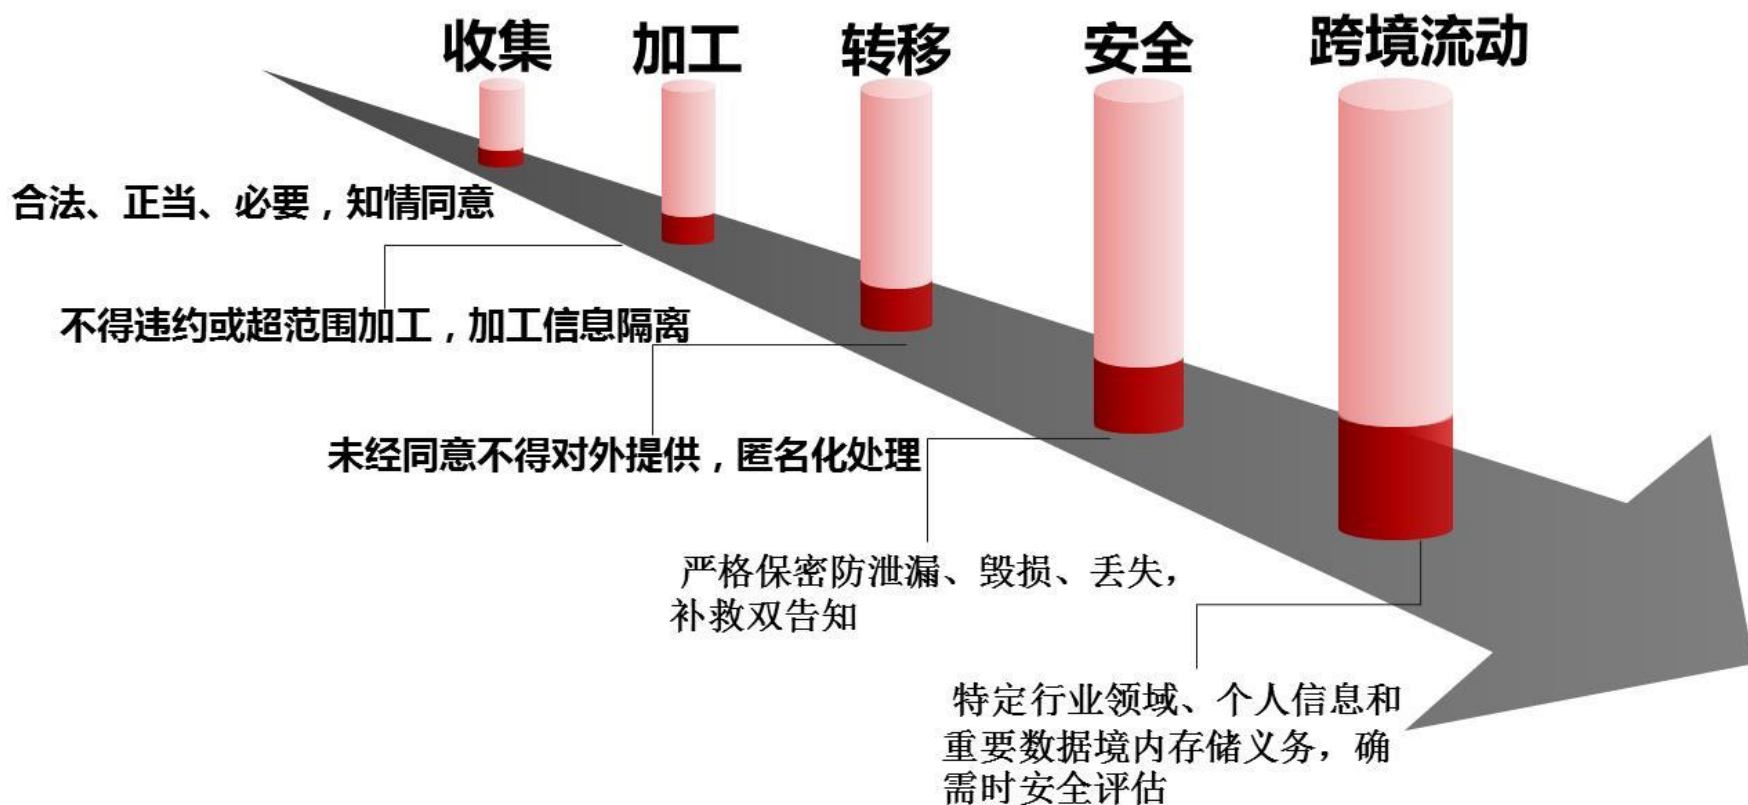 收集
加工
转移
安全
跨境流动
合法、正当、必要，知情同意
不得违约或超范围加工，加工信息隔离
未经同意不得对外提供，匿名化处理
严格保密防泄漏、毁损、丢失，
补救双告知
特定行业领域、个人信息和
重要数据境内存储义务，确
需时安全评估